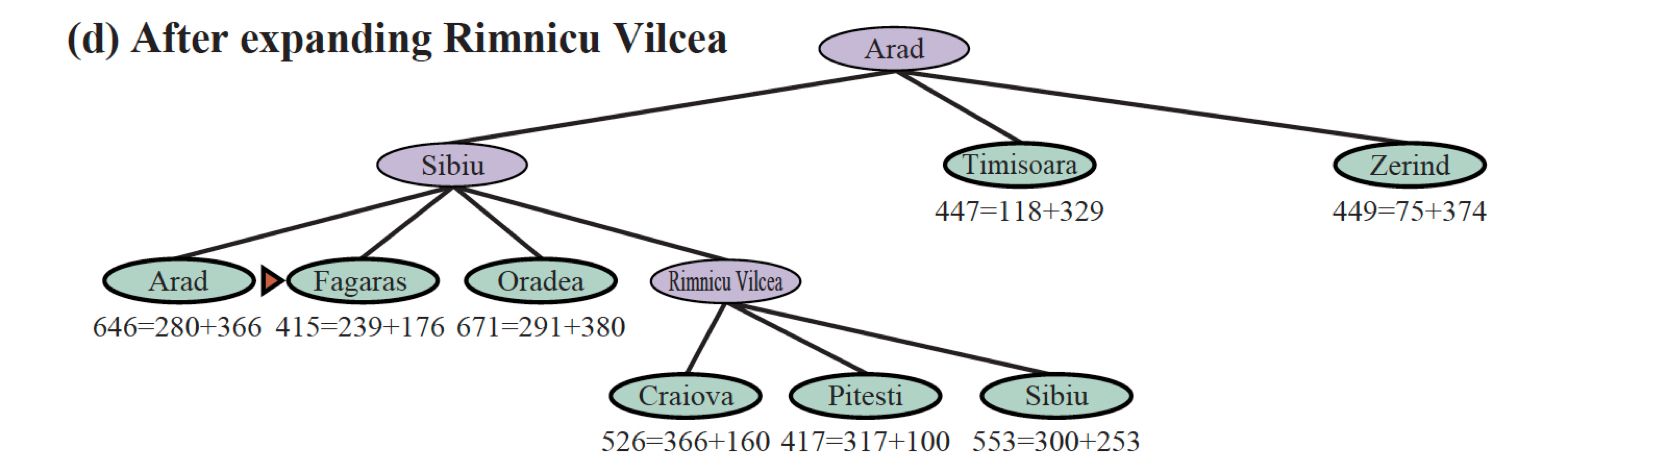 (d) After expanding Rimnicu Vilcea
Arad
Sibiu
Timisoara
Zerind
447=118+329
449=75+374
Arad
Fagaras
Oradea
Rimnicu Vilcea
646=280+366
415=239+176
671=291+380
Craiova
Pitesti
Sibiu
526=366+160
417=317+100
553=300+253